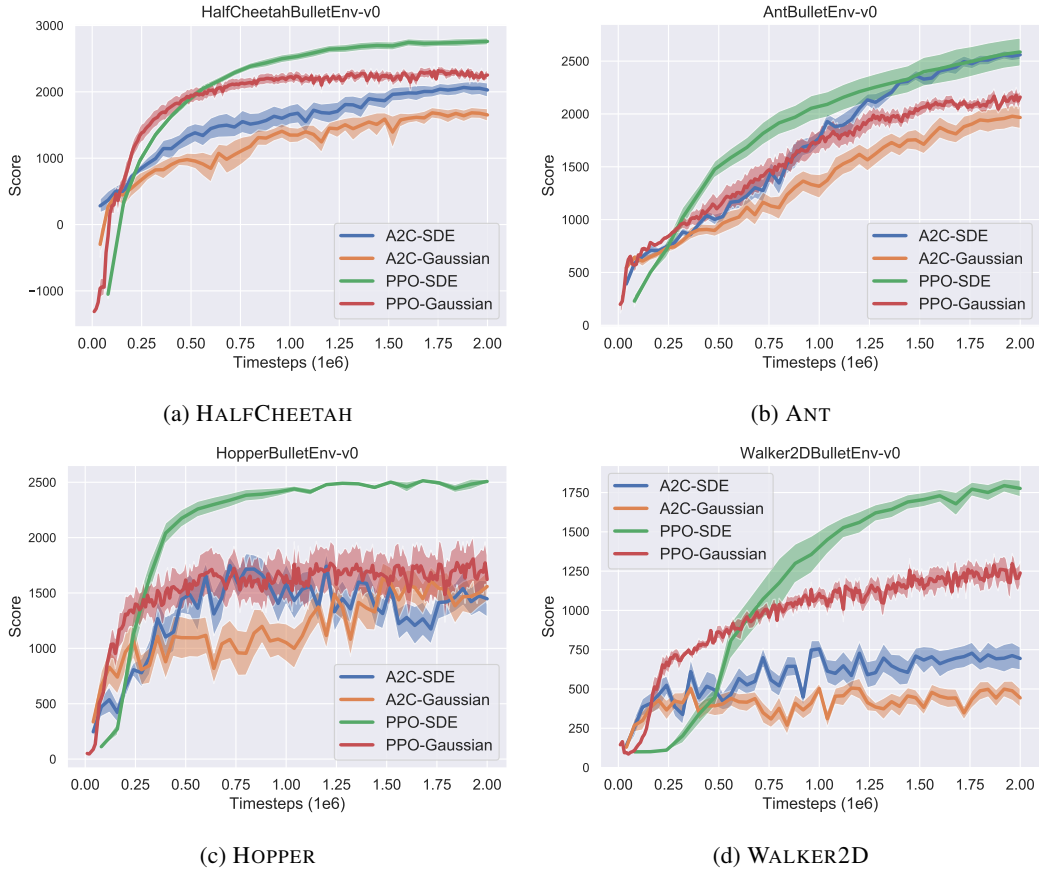 HalfCheetahBulletEnv-v0
3000
2000
1000
0
−1000
Score
A2C-SDE
A2C-Gaussian
PPO-SDE
PPO-Gaussian
0.00 0.25 0.50 0.75 1.00 1.25 1.50 1.75 2.00
Timesteps (1e6)
(a) HALFCHEETAH
AntBulletEnv-v0
2500
2000
1500
1000
500
0
Score
A2C-SDE
A2C-Gaussian
PPO-SDE
PPO-Gaussian
0.00 0.25 0.50 0.75 1.00 1.25 1.50 1.75 2.00
Timesteps (1e6)
(b) ANT
HopperBulletEnv-v0
2500
2000
1500
1000
500
0
Score
A2C-SDE
A2C-Gaussian
PPO-SDE
PPO-Gaussian
0.00 0.25 0.50 0.75 1.00 1.25 1.50 1.75 2.00
Timesteps (1e6)
(c) HOPPER
Walker2DBulletEnv-v0
1750
1500
1250
1000
750
500
250
0
Score
A2C-SDE
A2C-Gaussian
PPO-SDE
PPO-Gaussian
0.00 0.25 0.50 0.75 1.00 1.25 1.50 1.75 2.00
Timesteps (1e6)
(d) WALKER2D